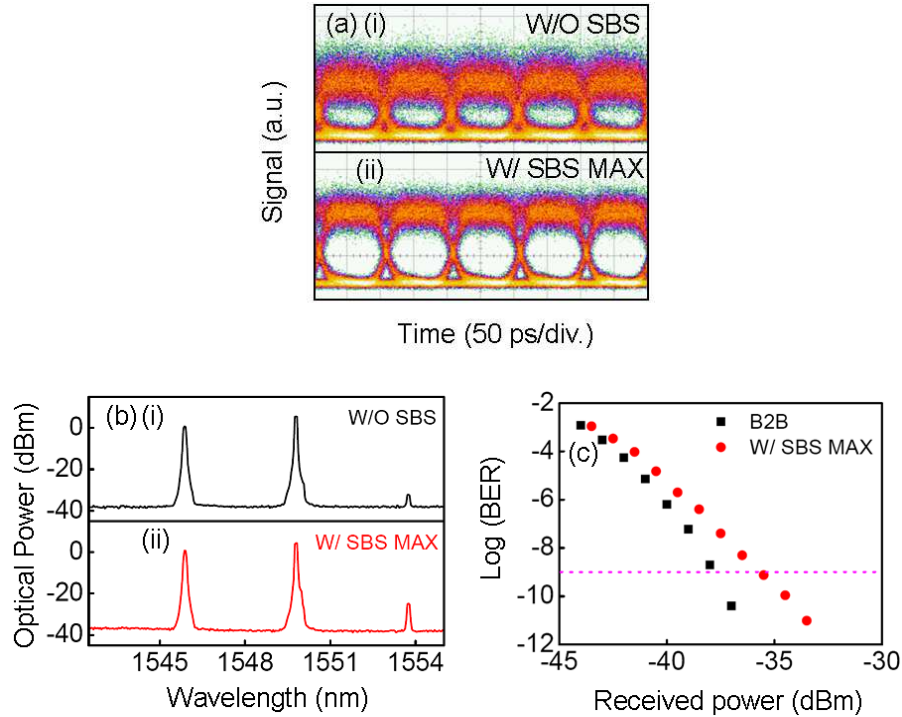 (a) (i) W/O SBS
(ii) W/ SBS MAX
Signal (a.u.)
Time (50 ps/div.)
(b) (i) W/O SBS
0
-20
-40
(ii) W/ SBS MAX
0
-20
-40
Optical Power (dBm)
1545 1548 1551 1554
Wavelength (nm)
B2B
W/ SBS MAX
(c)
-2
-4
-6
-8
-10
-12
Log (BER)
-45 -40 -35 -30
Received power (dBm)